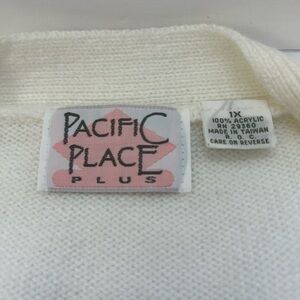 PACIFIC
PLACE
PLUS
1X
100% ACRYLIC
RN 29360
MADE IN TAIWAN
R. O. C.
CARE ON REVERSE